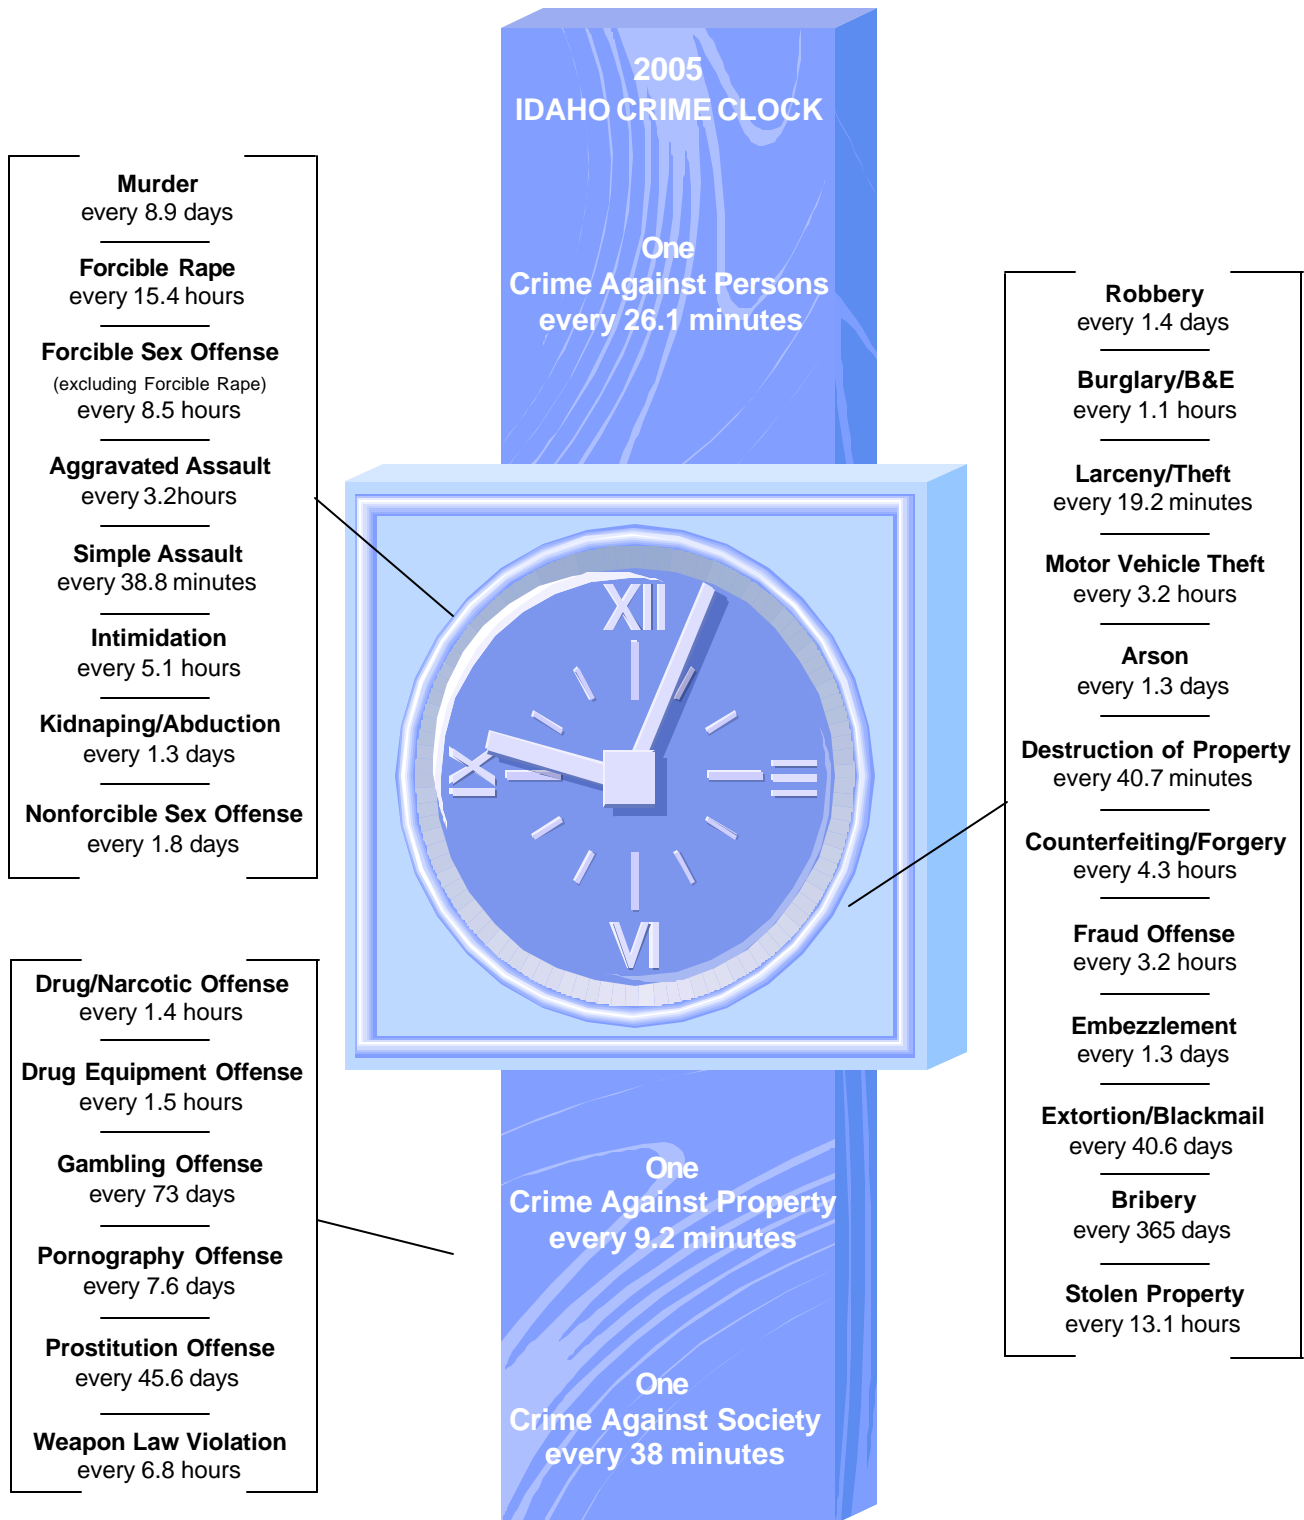 2005
IDAHO CRIME CLOCK
One
Crime Against Persons
every 26.1 minutes
Murder
every 8.9 days
Forcible Rape
every 15.4 hours
Forcible Sex Offense
(excluding Forcible Rape)
every 8.5 hours
Aggravated Assault
every 3.2hours
Simple Assault
every 38.8 minutes
Intimidation
every 5.1 hours
Kidnaping/Abduction
every 1.3 days
Nonforcible Sex Offense
every 1.8 days
XII
III
VI
IX
Robbery
every 1.4 days
Burglary/B&E
every 1.1 hours
Larceny/Theft
every 19.2 minutes
Motor Vehicle Theft
every 3.2 hours
Arson
every 1.3 days
Destruction of Property
every 40.7 minutes
Counterfeiting/Forgery
every 4.3 hours
Fraud Offense
every 3.2 hours
Embezzlement
every 1.3 days
Extortion/Blackmail
every 40.6 days
Bribery
every 365 days
Stolen Property
every 13.1 hours
Drug/Narcotic Offense
every 1.4 hours
Drug Equipment Offense
every 1.5 hours
Gambling Offense
every 73 days
Pornography Offense
every 7.6 days
Prostitution Offense
every 45.6 days
Weapon Law Violation
every 6.8 hours
One
Crime Against Property
every 9.2 minutes
One
Crime Against Society
every 38 minutes